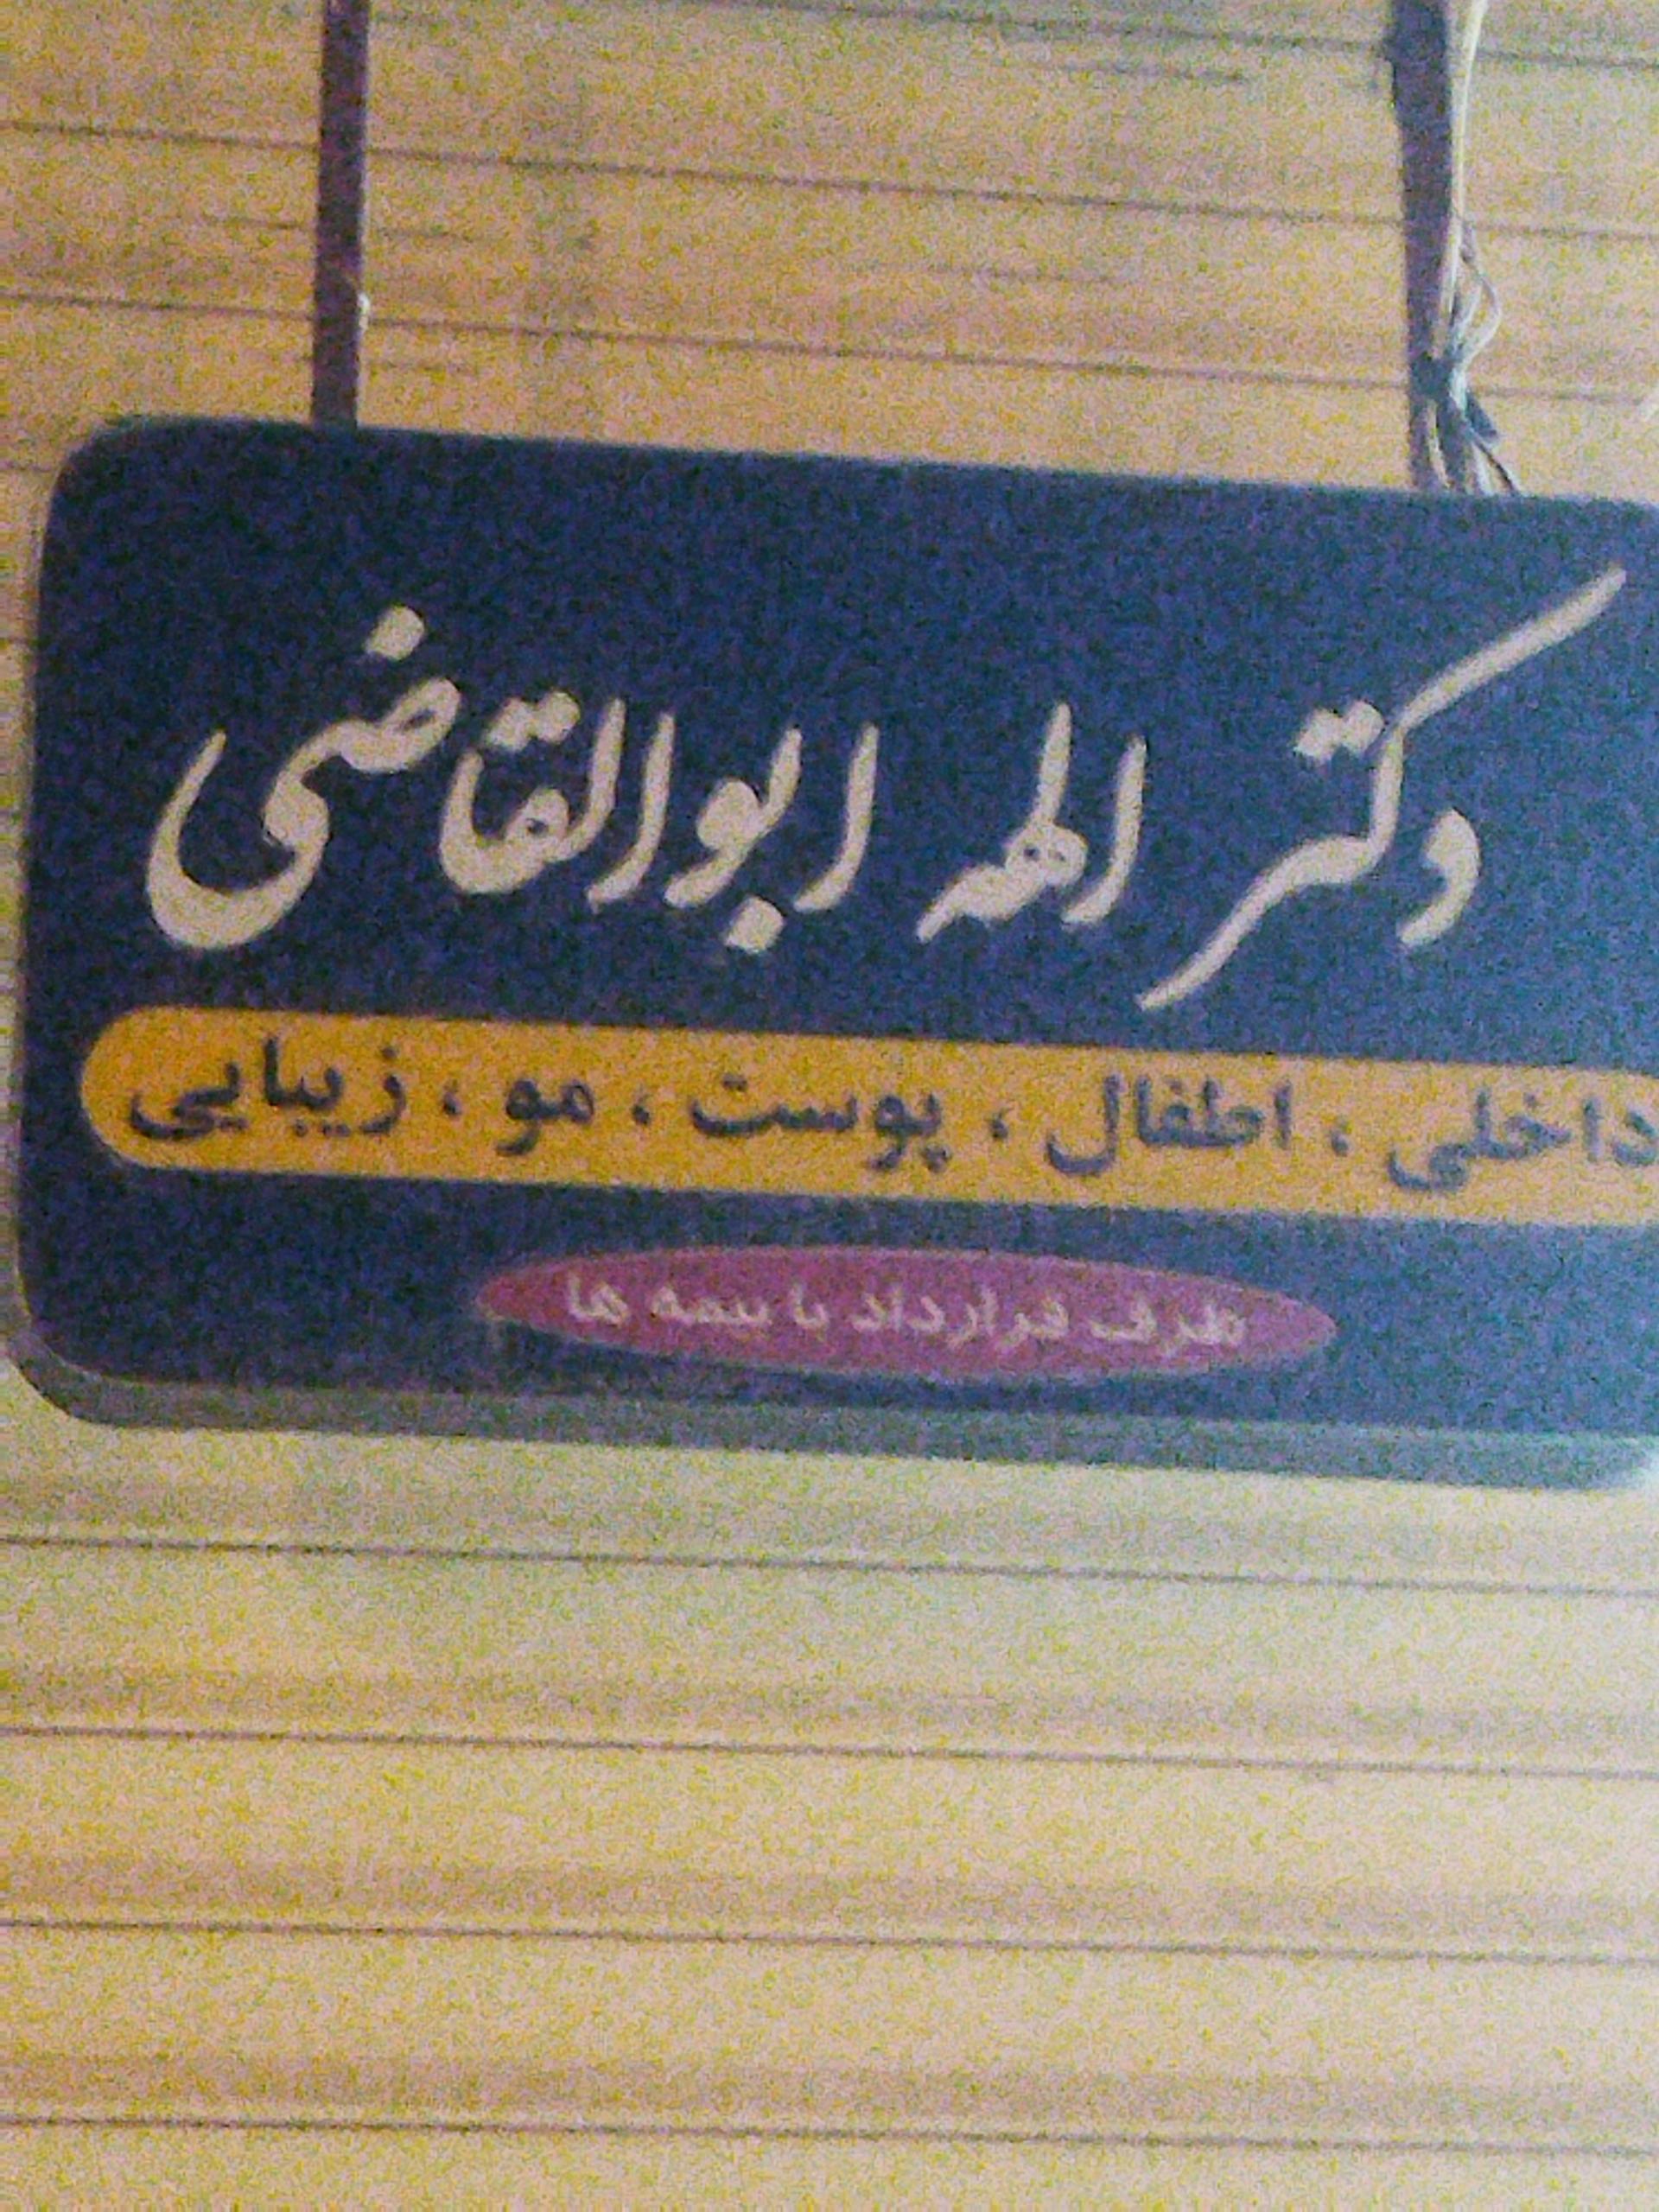 دکتر الهه ابوالقاضی
داخلی ، اطفال ، پوست ، مو ، زیبایی
طرف قرارداد با بیمه ها